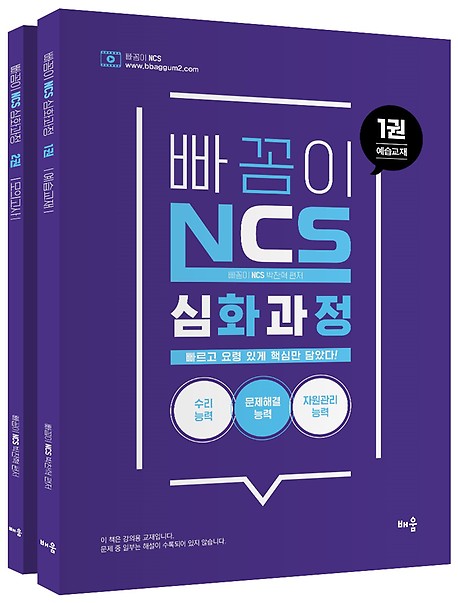 빠꼼이 NCS
www.bbaggum2.com
1권
예습교재
빠꼼이
NCS
빠꼼이 NCS 박진혁 편저
심화과정
빠르고 요령 있게 핵심만 담았다!
수리
능력
문제해결
능력
자원관리
능력
이 책은 강의용 교재입니다.
문제 중 일부는 해설이 수록되어 있지 않습니다.
배움
빠꼼이 NCS 심화과정 1권 |예습교재|
빠꼼이 NCS 박진혁 편저
배움
빠꼼이 NCS 심화과정 2권 |모의고사|
빠꼼이 NCS 박진혁 편저
배움